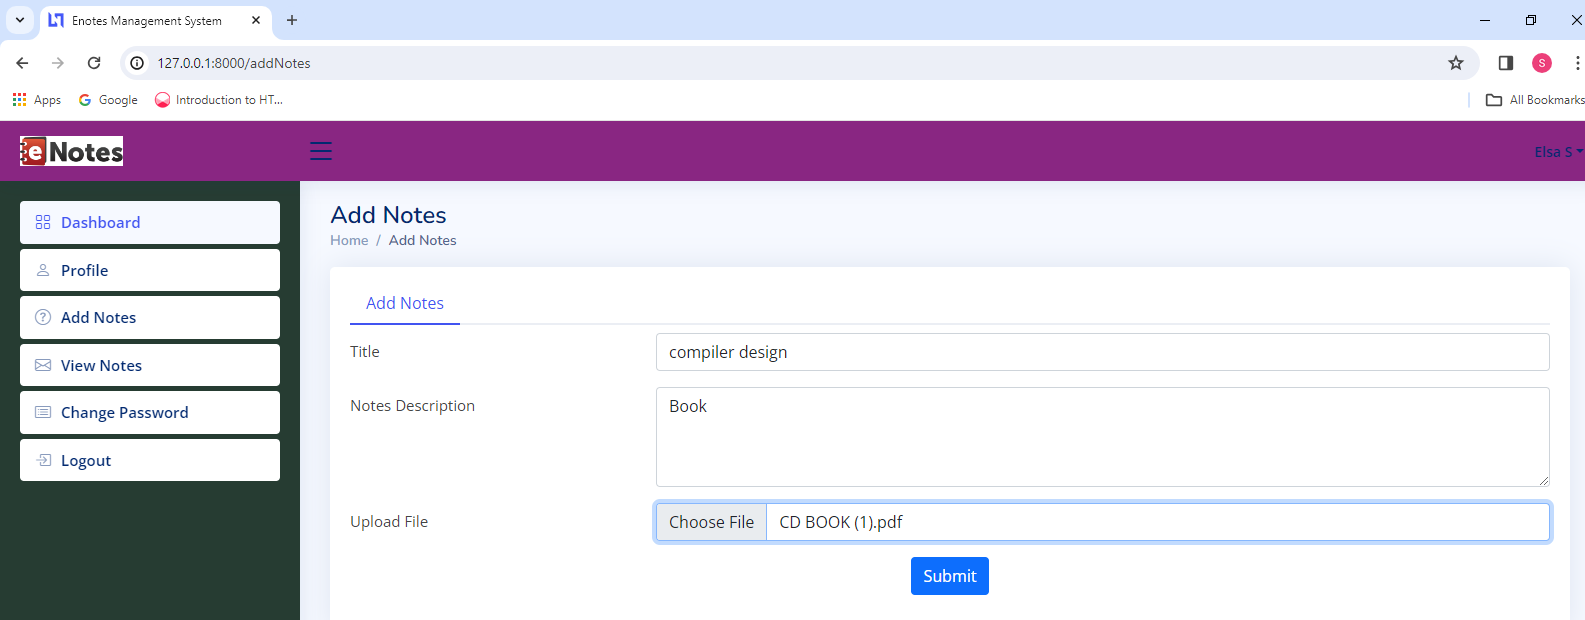 Enotes Management System
127.0.0.1:8000/addNotes
S
Apps Google Introduction to HT... All Bookmarks
eNotes
Elsa S
Dashboard
Profile
Add Notes
View Notes
Change Password
Logout
Add Notes
Home / Add Notes
Add Notes
Title compiler design
Notes Description Book
Upload File Choose File CD BOOK (1).pdf
Submit